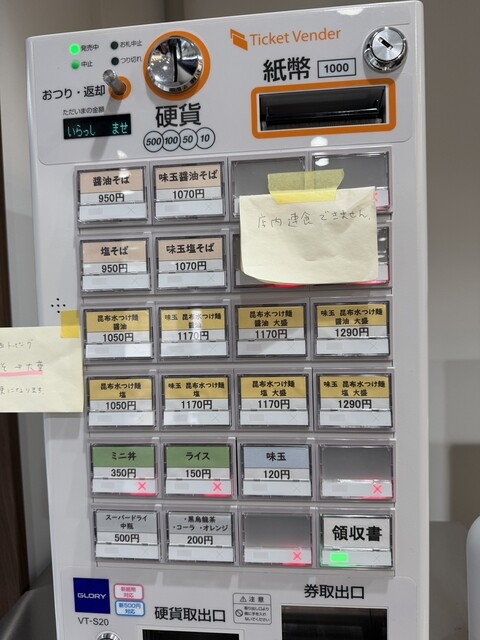 Ticket Vender
発売中
お札中止
中止
つり切れ
おつり・返却
ただいまの金額
いらっし ませ
硬貨
500 100 50 10
紙幣 1000
醤油そば 950円
味玉醤油そば 1070円
店内速食できません
塩そば 950円
味玉塩そば 1070円
昆布水つけ麺 醤油 1050円
味玉 昆布水つけ麺 醤油 1170円
昆布水つけ麺 醤油 大盛 1170円
味玉 昆布水つけ麺 醤油 大盛 1290円
昆布水つけ麺 塩 1050円
味玉 昆布水つけ麺 塩 1170円
昆布水つけ麺 塩 大盛 1170円
味玉 昆布水つけ麺 塩 大盛 1290円
ミニ丼 350円
ライス 150円
味玉 120円
スーパードライ 中瓶 500円
・黒烏龍茶 ・コーラ ・オレンジ 200円
領収書
GLORY
VT-S20
新紙幣対応
新500円対応
硬貨取出口
注意
券取出口